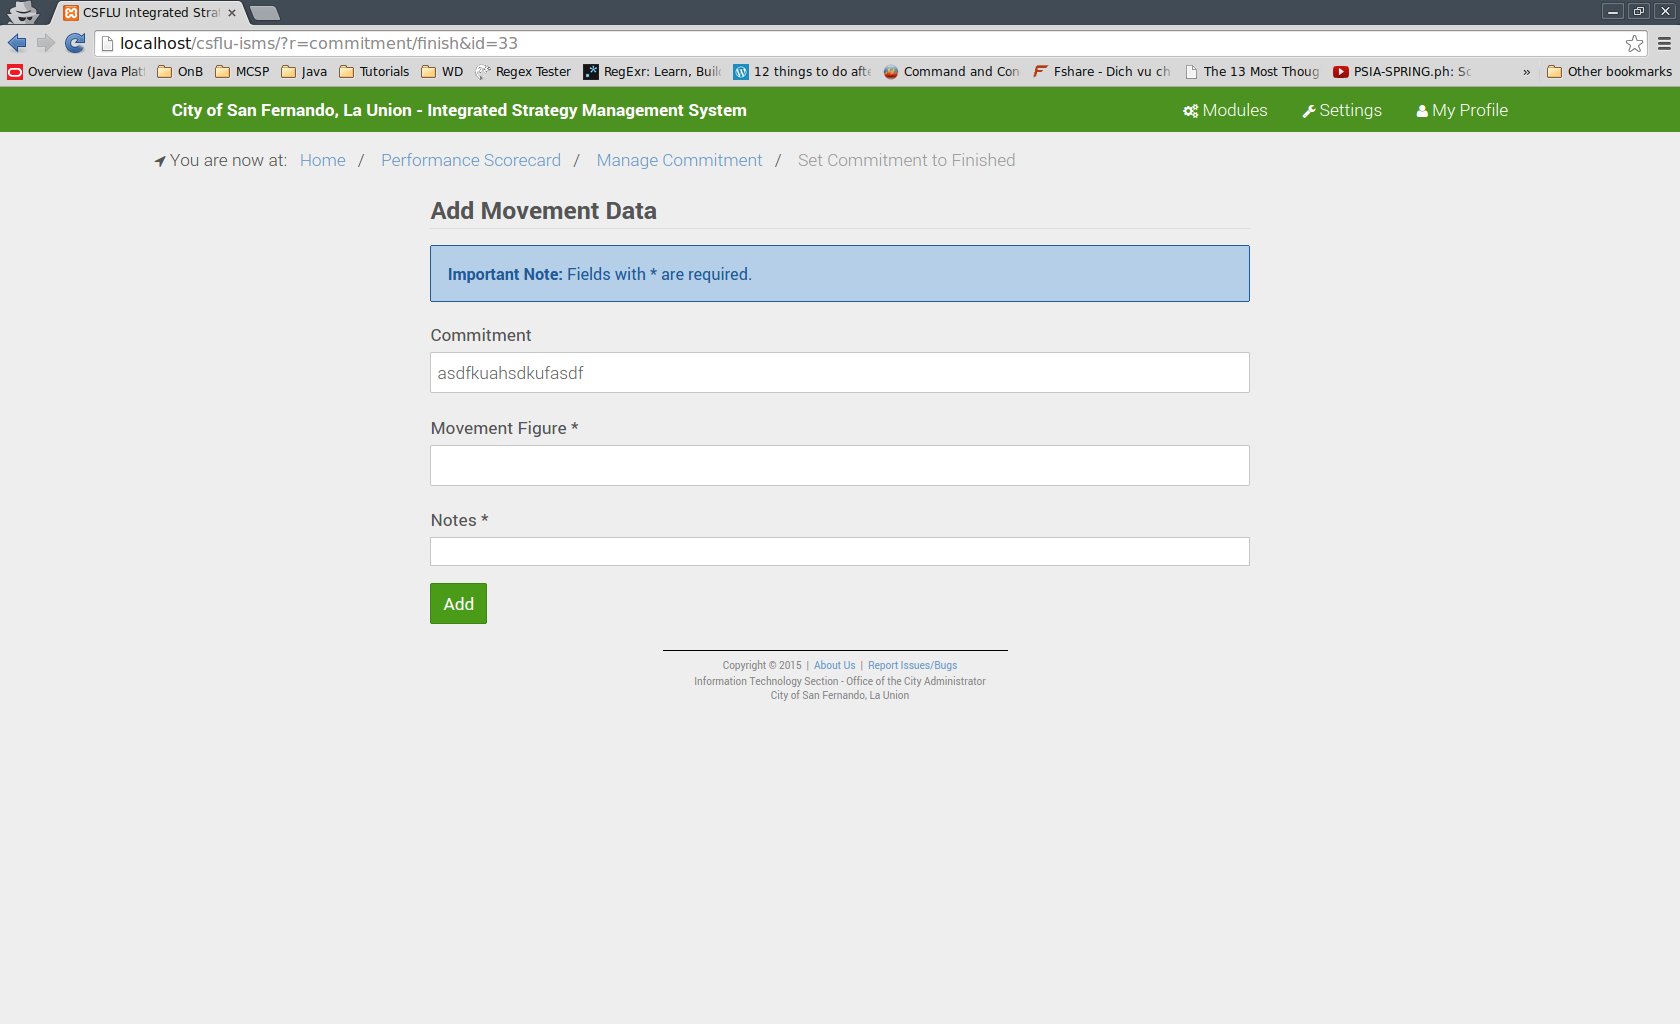 CSFLU Integrated Stra
localhost/csflu-isms/?r=commitment/finish&id=33
Overview (Java Plat OnB MCSP Java Tutorials WD Regex Tester RegExr: Learn, Buil 12 things to do afte Command and Con Fshare - Dich vu ch The 13 Most Thoug PSIA-SPRING.ph: Sc » Other bookmarks
City of San Fernando, La Union - Integrated Strategy Management System Modules Settings My Profile
You are now at: Home / Performance Scorecard / Manage Commitment / Set Commitment to Finished
Add Movement Data
Important Note: Fields with * are required.
Commitment
asdfkuahsdkufasdf
Movement Figure *
Notes *
Add
Copyright © 2015 | About Us | Report Issues/Bugs
Information Technology Section - Office of the City Administrator
City of San Fernando, La Union